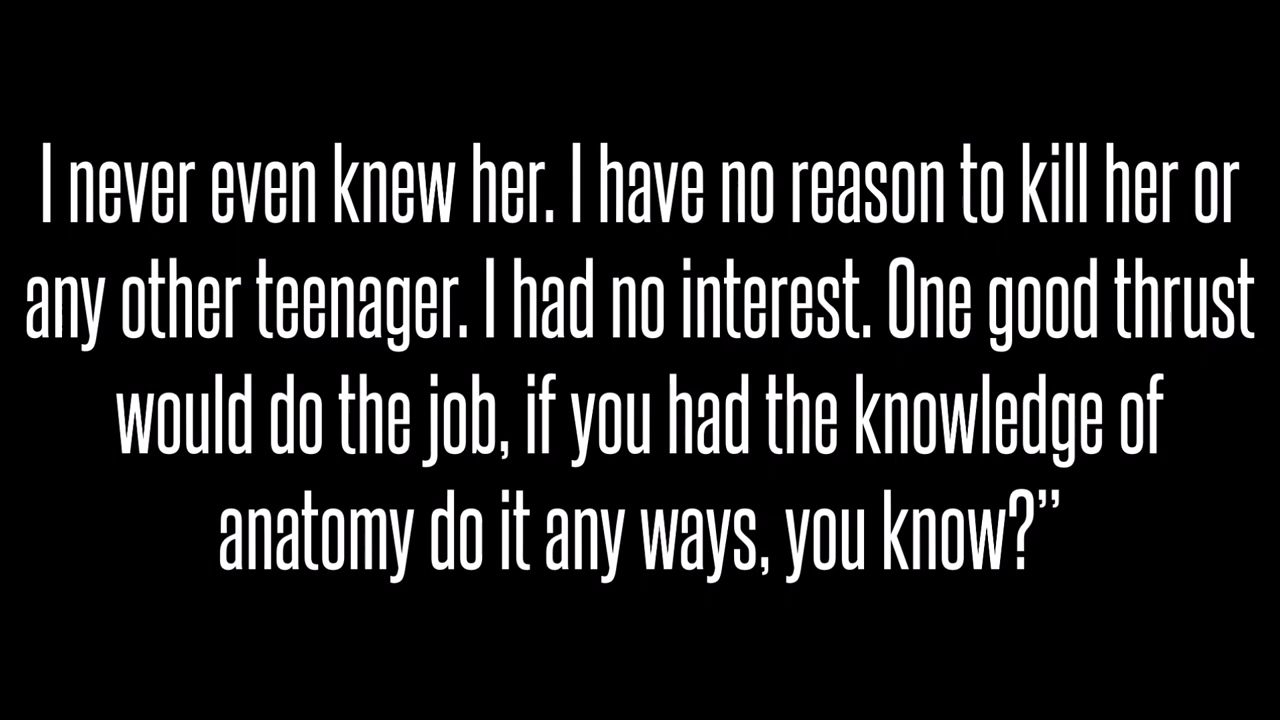 I never even knew her. I have no reason to kill her or
any other teenager. I had no interest. One good thrust
would do the job, if you had the knowledge of
anatomy do it any ways, you know?”